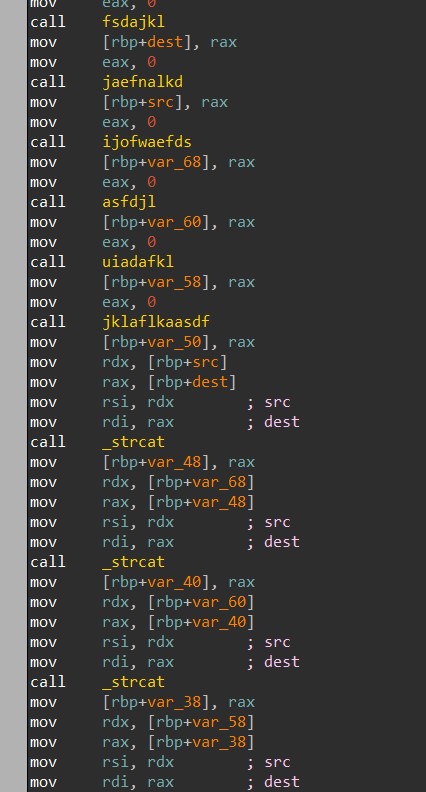 mov eax, 0
call fsdajkl
mov [rbp+dest], rax
mov eax, 0
call jaefnalkd
mov [rbp+src], rax
mov eax, 0
call ijofwaefds
mov [rbp+var_68], rax
mov eax, 0
call asfdjl
mov [rbp+var_60], rax
mov eax, 0
call uiadafkl
mov [rbp+var_58], rax
mov eax, 0
call jklaflkaasdf
mov [rbp+var_50], rax
mov rdx, [rbp+src]
mov rax, [rbp+dest]
mov rsi, rdx ; src
mov rdi, rax ; dest
call _strcat
mov [rbp+var_48], rax
mov rdx, [rbp+var_68]
mov rax, [rbp+var_48]
mov rsi, rdx ; src
mov rdi, rax ; dest
call _strcat
mov [rbp+var_40], rax
mov rdx, [rbp+var_60]
mov rax, [rbp+var_40]
mov rsi, rdx ; src
mov rdi, rax ; dest
call _strcat
mov [rbp+var_38], rax
mov rdx, [rbp+var_58]
mov rax, [rbp+var_38]
mov rsi, rdx ; src
mov rdi, rax ; dest